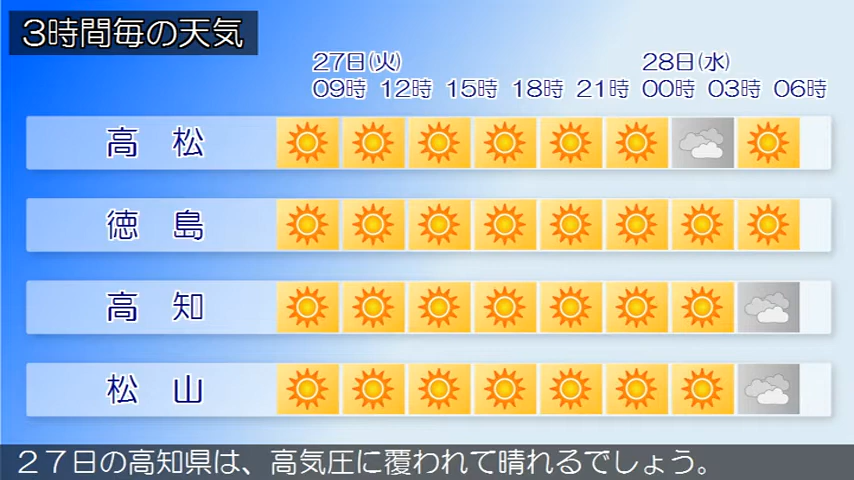 3時間毎の天気
27日(火) 28日(水)
09時 12時 15時 18時 21時 00時 03時 06時
高松
徳島
高知
松山
２７日の高知県は、高気圧に覆われて晴れるでしょう。